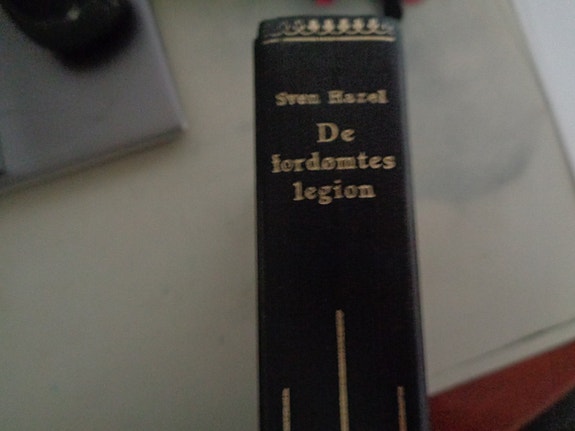 Sven Hazel
De
fordømtes
legion